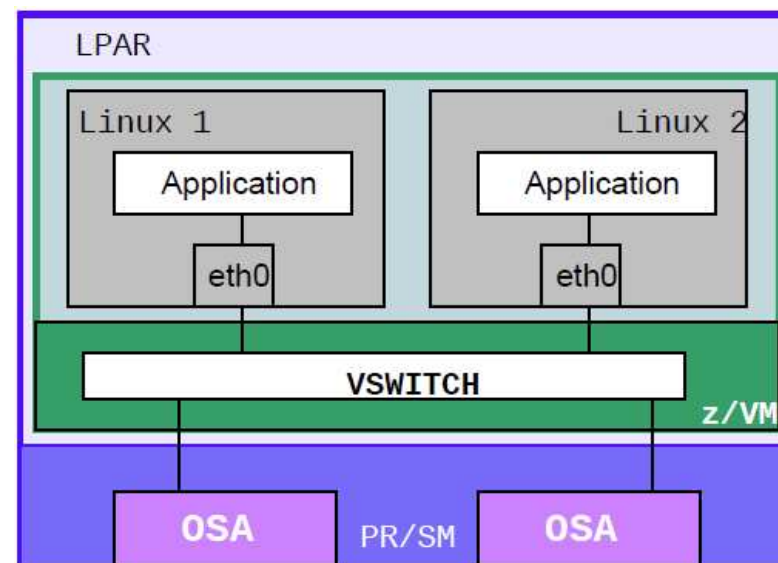 LPAR
Linux 1
Linux 2
Application
Application
eth0
eth0
VSWITCH
z/VM
OSA
PR/SM
OSA